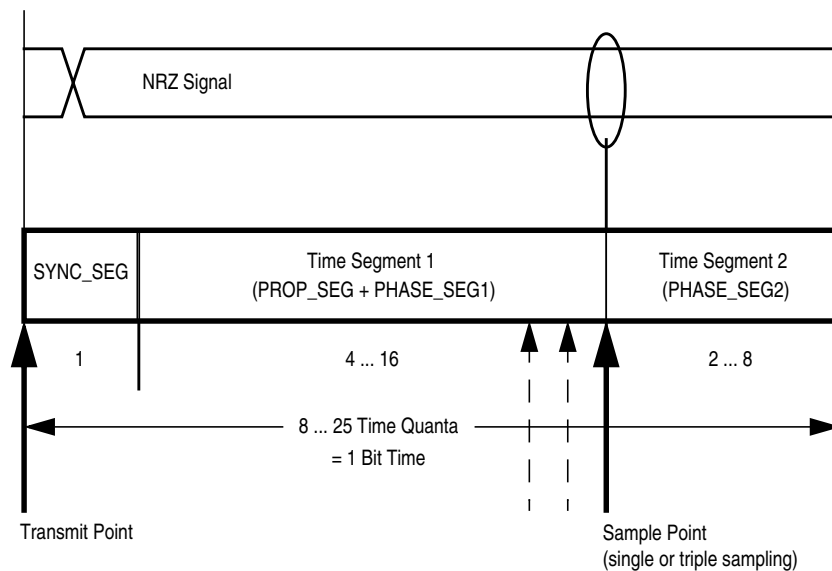 NRZ Signal
SYNC_SEG
Time Segment 1
(PROP_SEG + PHASE_SEG1)
Time Segment 2
(PHASE_SEG2)
1
4 ... 16
2 ... 8
8 ... 25 Time Quanta
= 1 Bit Time
Transmit Point
Sample Point
(single or triple sampling)